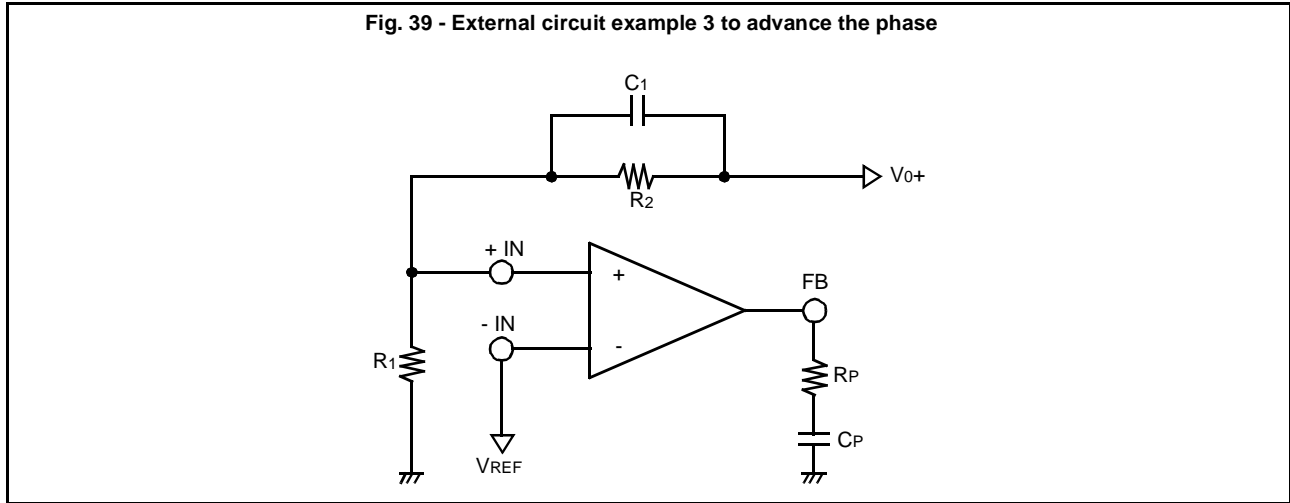 Fig. 39 - External circuit example 3 to advance the phase
C1
R2
V0+
+ IN
+
FB
- IN
-
R1
RP
CP
VREF